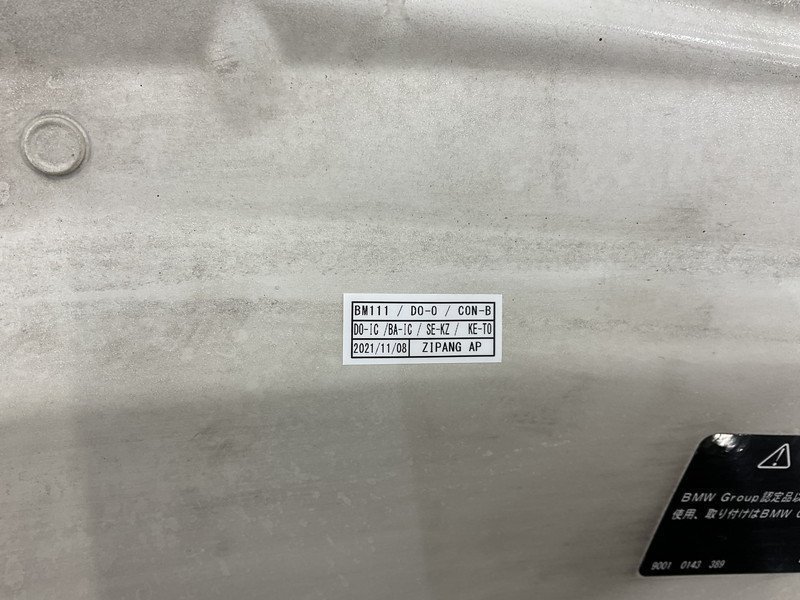 BM111 / DO-O / CON-B
DO-IC /BA-IC / SE-KZ / KE-TO
2021/11/08 ZIPANG AP
BMW Group認定品以
使用、取り付けはBMW G
9001 0143 389